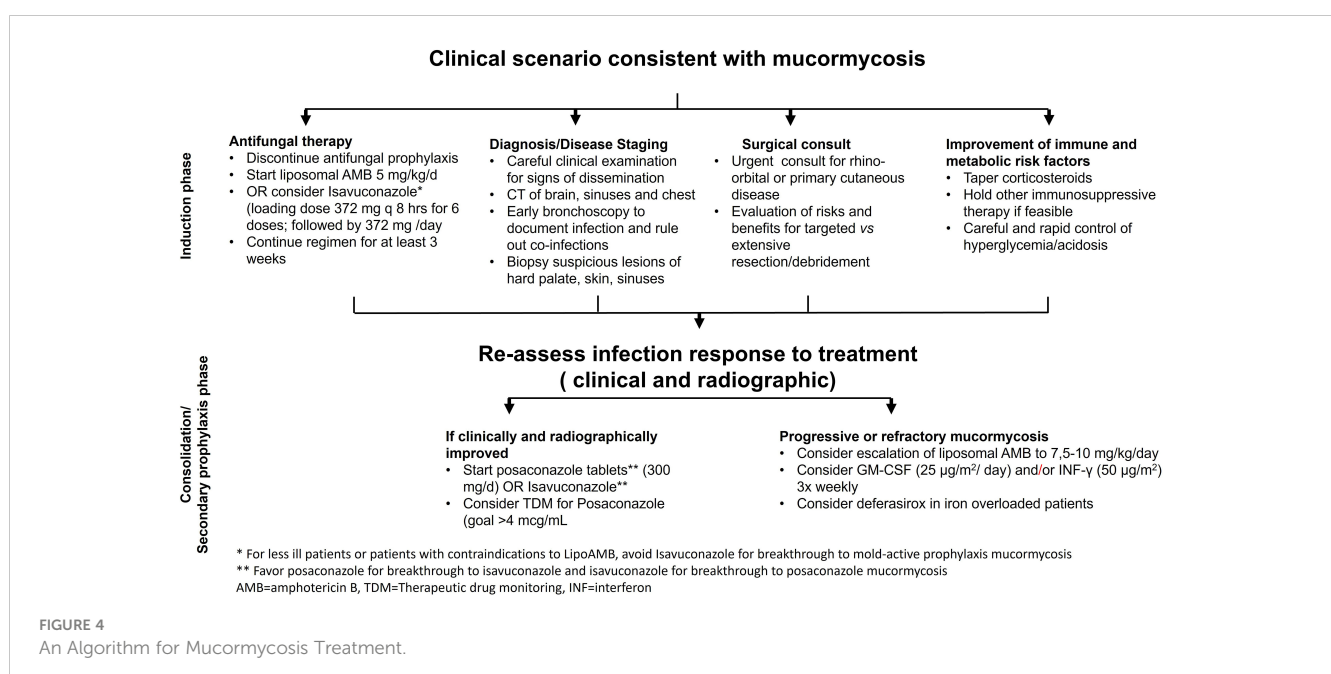 Clinical scenario consistent with mucormycosis
Induction phase
Antifungal therapy
• Discontinue antifungal prophylaxis
• Start liposomal AMB 5 mg/kg/d
• OR consider Isavuconazole*
(loading dose 372 mg q 8 hrs for 6
doses; followed by 372 mg /day
• Continue regimen for at least 3
weeks
Diagnosis/Disease Staging
• Careful clinical examination
for signs of dissemination
• CT of brain, sinuses and chest
• Early bronchoscopy to
document infection and rule
out co-infections
• Biopsy suspicious lesions of
hard palate, skin, sinuses
Surgical consult
• Urgent consult for rhino-
orbital or primary cutaneous
disease
• Evaluation of risks and
benefits for targeted vs
extensive
resection/debridement
Improvement of immune and
metabolic risk factors
• Taper corticosteroids
• Hold other immunosuppressive
therapy if feasible
• Careful and rapid control of
hyperglycemia/acidosis
Consolidation/
Secondary prophylaxis phase
Re-assess infection response to treatment
( clinical and radiographic)
If clinically and radiographically
improved
• Start posaconazole tablets** (300
mg/d) OR Isavuconazole**
• Consider TDM for Posaconazole
(goal >4 mcg/mL
Progressive or refractory mucormycosis
• Consider escalation of liposomal AMB to 7,5-10 mg/kg/day
• Consider GM-CSF (25 µg/m²/ day) and/or INF-γ (50 µg/m²)
3x weekly
• Consider deferasirox in iron overloaded patients
* For less ill patients or patients with contraindications to LipoAMB, avoid Isavuconazole for breakthrough to mold-active prophylaxis mucormycosis
** Favor posaconazole for breakthrough to isavuconazole and isavuconazole for breakthrough to posaconazole mucormycosis
AMB=amphotericin B, TDM=Therapeutic drug monitoring, INF=interferon
FIGURE 4
An Algorithm for Mucormycosis Treatment.